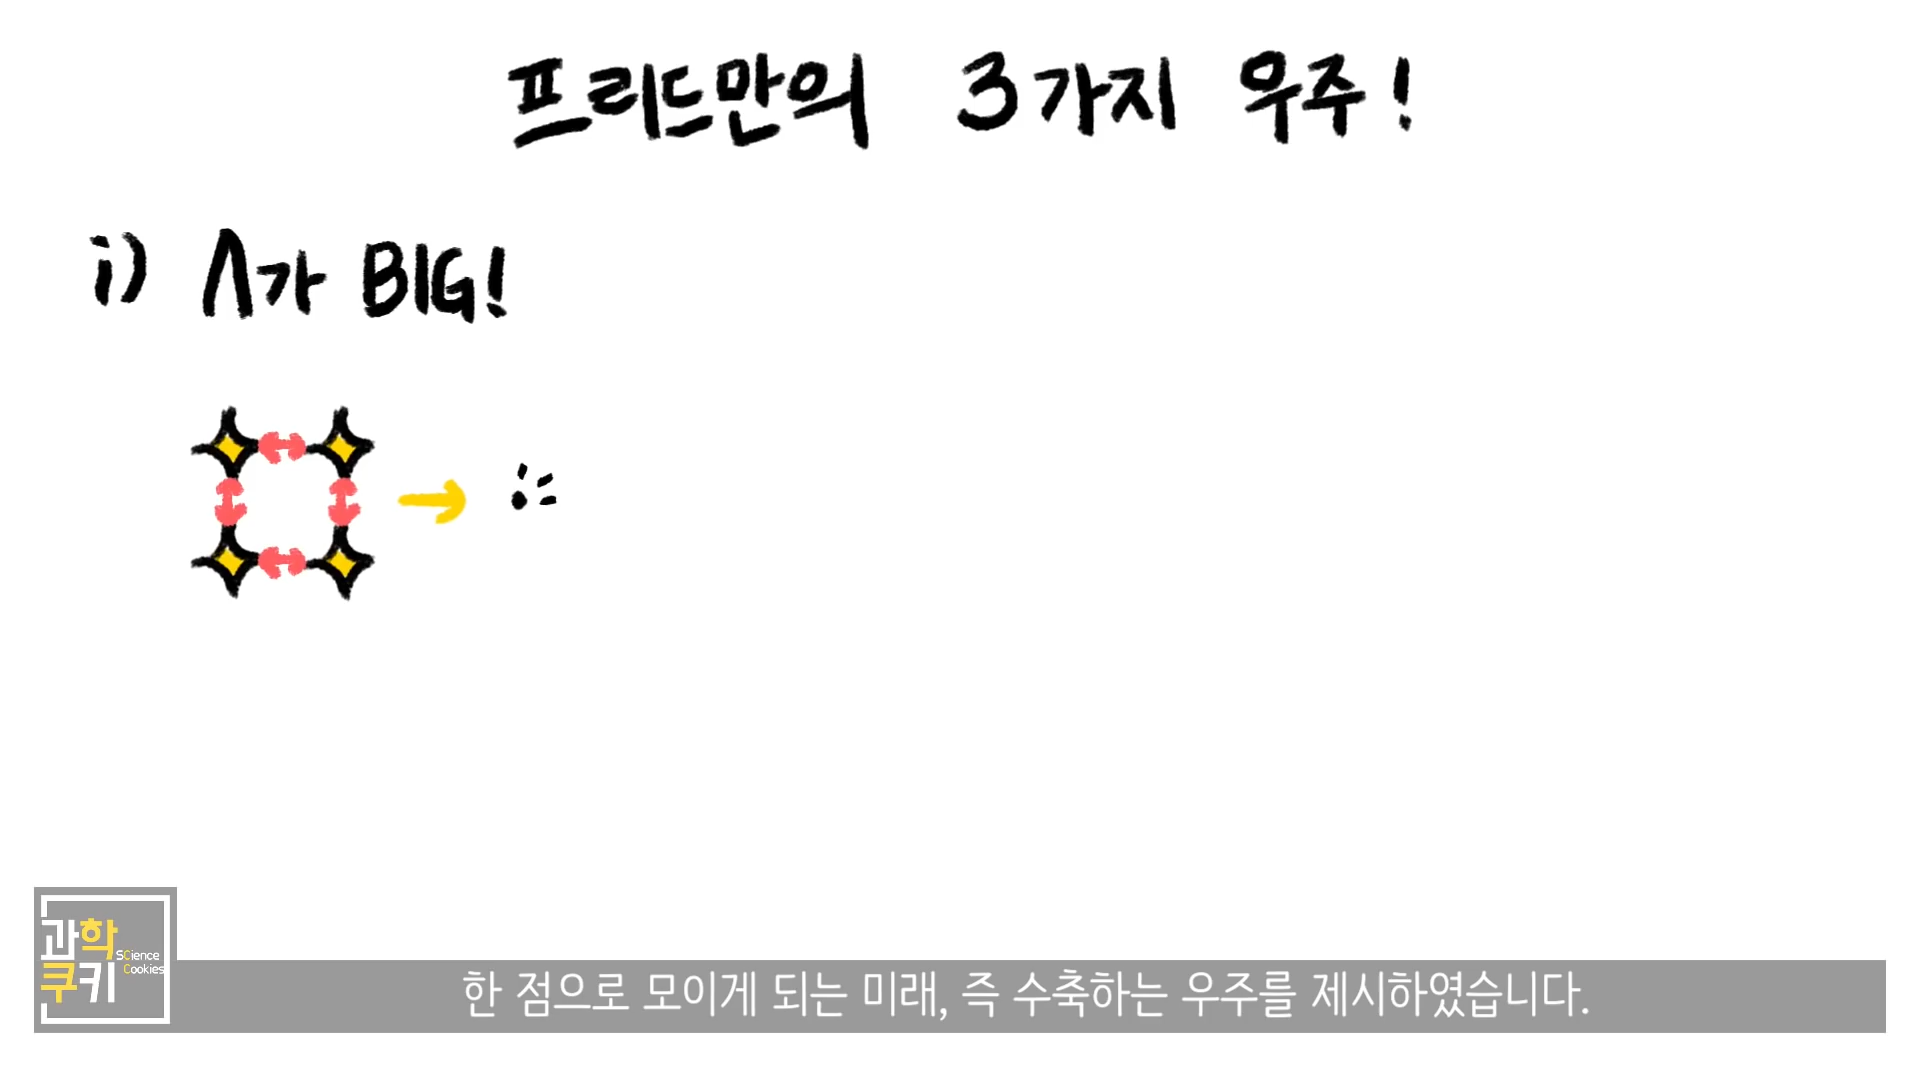 프리드만의 3가지 우주!
i) Λ가 BIG!
과학
쿠키
Science
Cookies
한 점으로 모이게 되는 미래, 즉 수축하는 우주를 제시하였습니다.